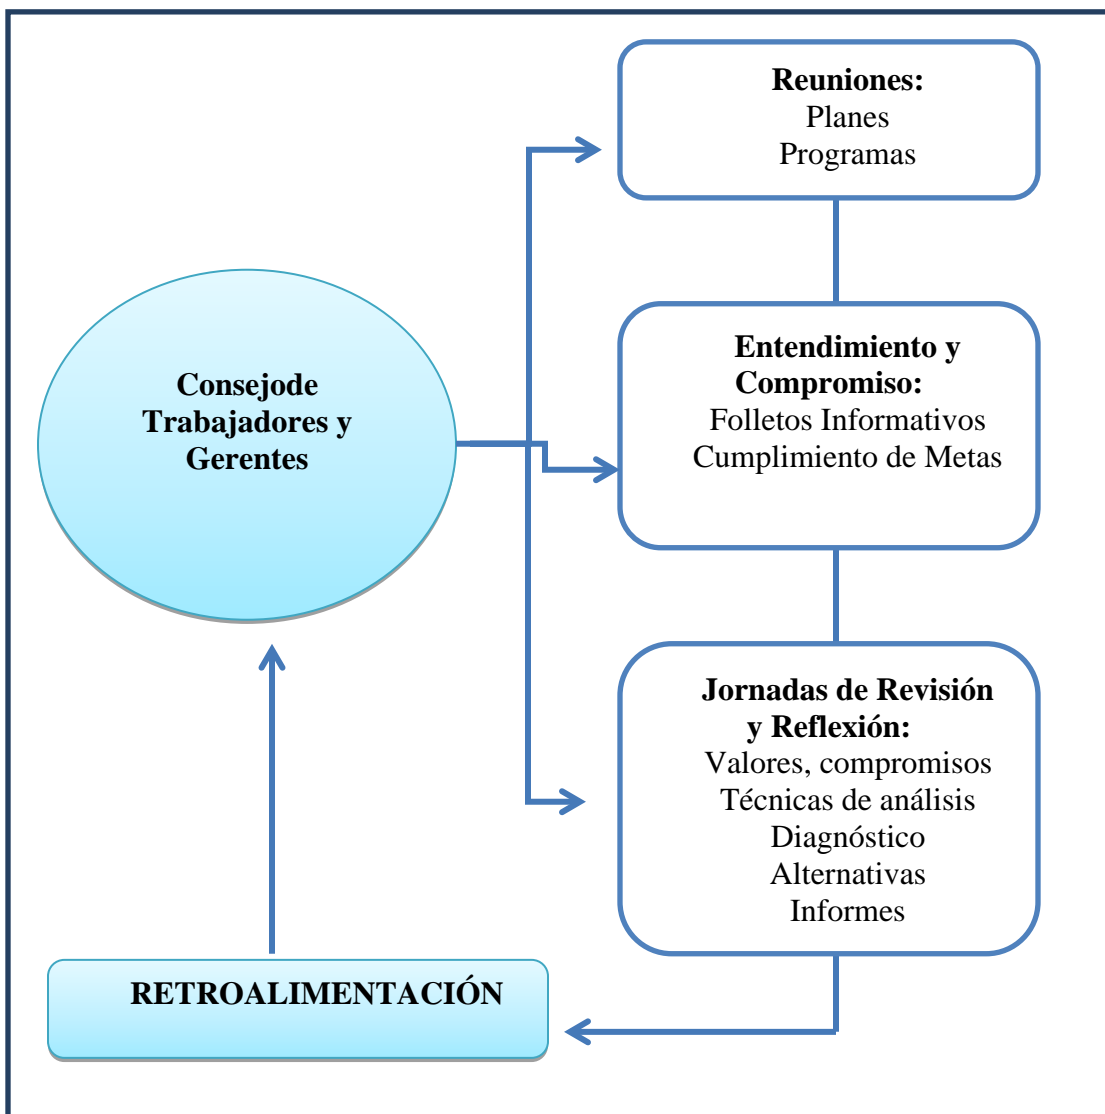 Reuniones:
Planes
Programas
Consejode
Trabajadores y
Gerentes
Entendimiento y
Compromiso:
Folletos Informativos
Cumplimiento de Metas
Jornadas de Revisión
y Reflexión:
Valores, compromisos
Técnicas de análisis
Diagnóstico
Alternativas
Informes
RETROALIMENTACIÓN